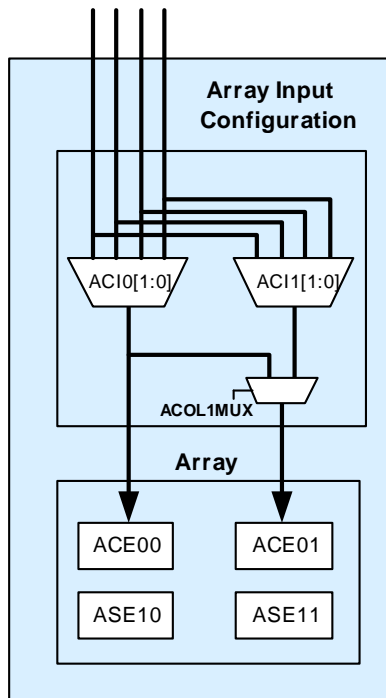 Array Input
Configuration
ACI0[1:0]
ACI1[1:0]
ACOL1MUX
Array
ACE00
ACE01
ASE10
ASE11